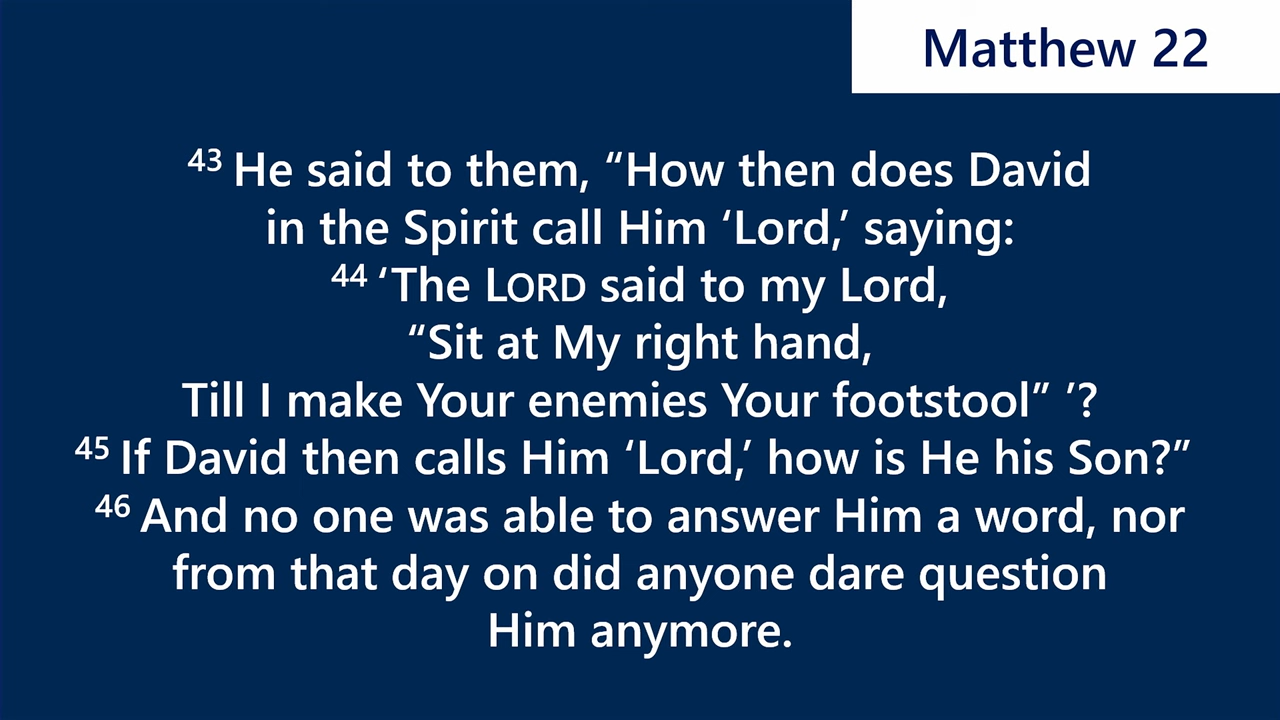 Matthew 22
43 He said to them, “How then does David
in the Spirit call Him ‘Lord,’ saying:
44 ‘The LORD said to my Lord,
“Sit at My right hand,
Till I make Your enemies Your footstool” ’?
45 If David then calls Him ‘Lord,’ how is He his Son?”
46 And no one was able to answer Him a word, nor
from that day on did anyone dare question
Him anymore.